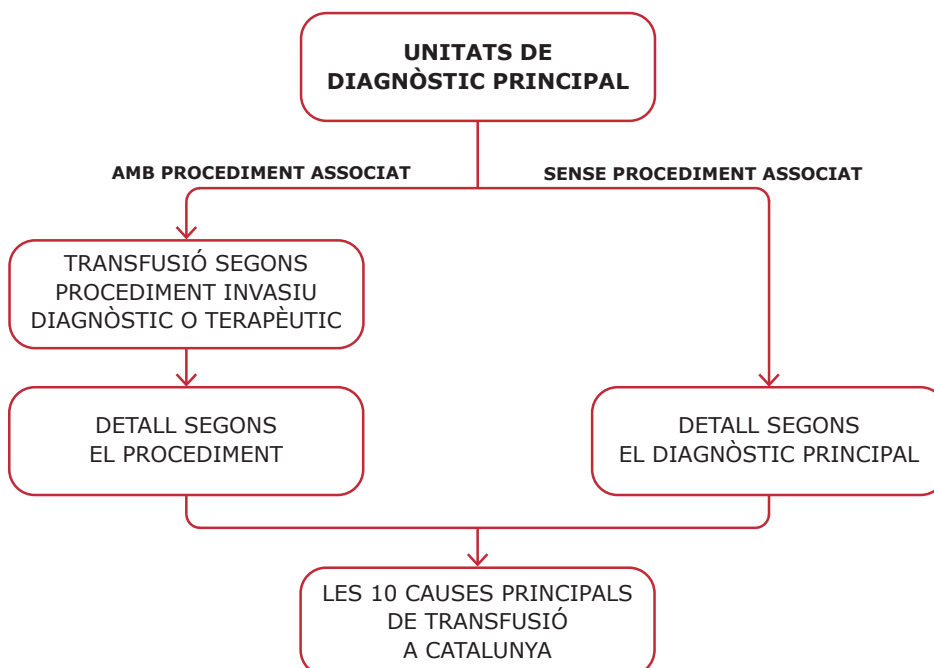 UNITATS DE
DIAGNÒSTIC PRINCIPAL
AMB PROCEDIMENT ASSOCIAT
SENSE PROCEDIMENT ASSOCIAT
TRANSFUSIÓ SEGONS
PROCEDIMENT INVASIU
DIAGNÒSTIC O TERAPÈUTIC
DETALL SEGONS
EL PROCEDIMENT
DETALL SEGONS
EL DIAGNÒSTIC PRINCIPAL
LES 10 CAUSES PRINCIPALS
DE TRANSFUSIÓ
A CATALUNYA